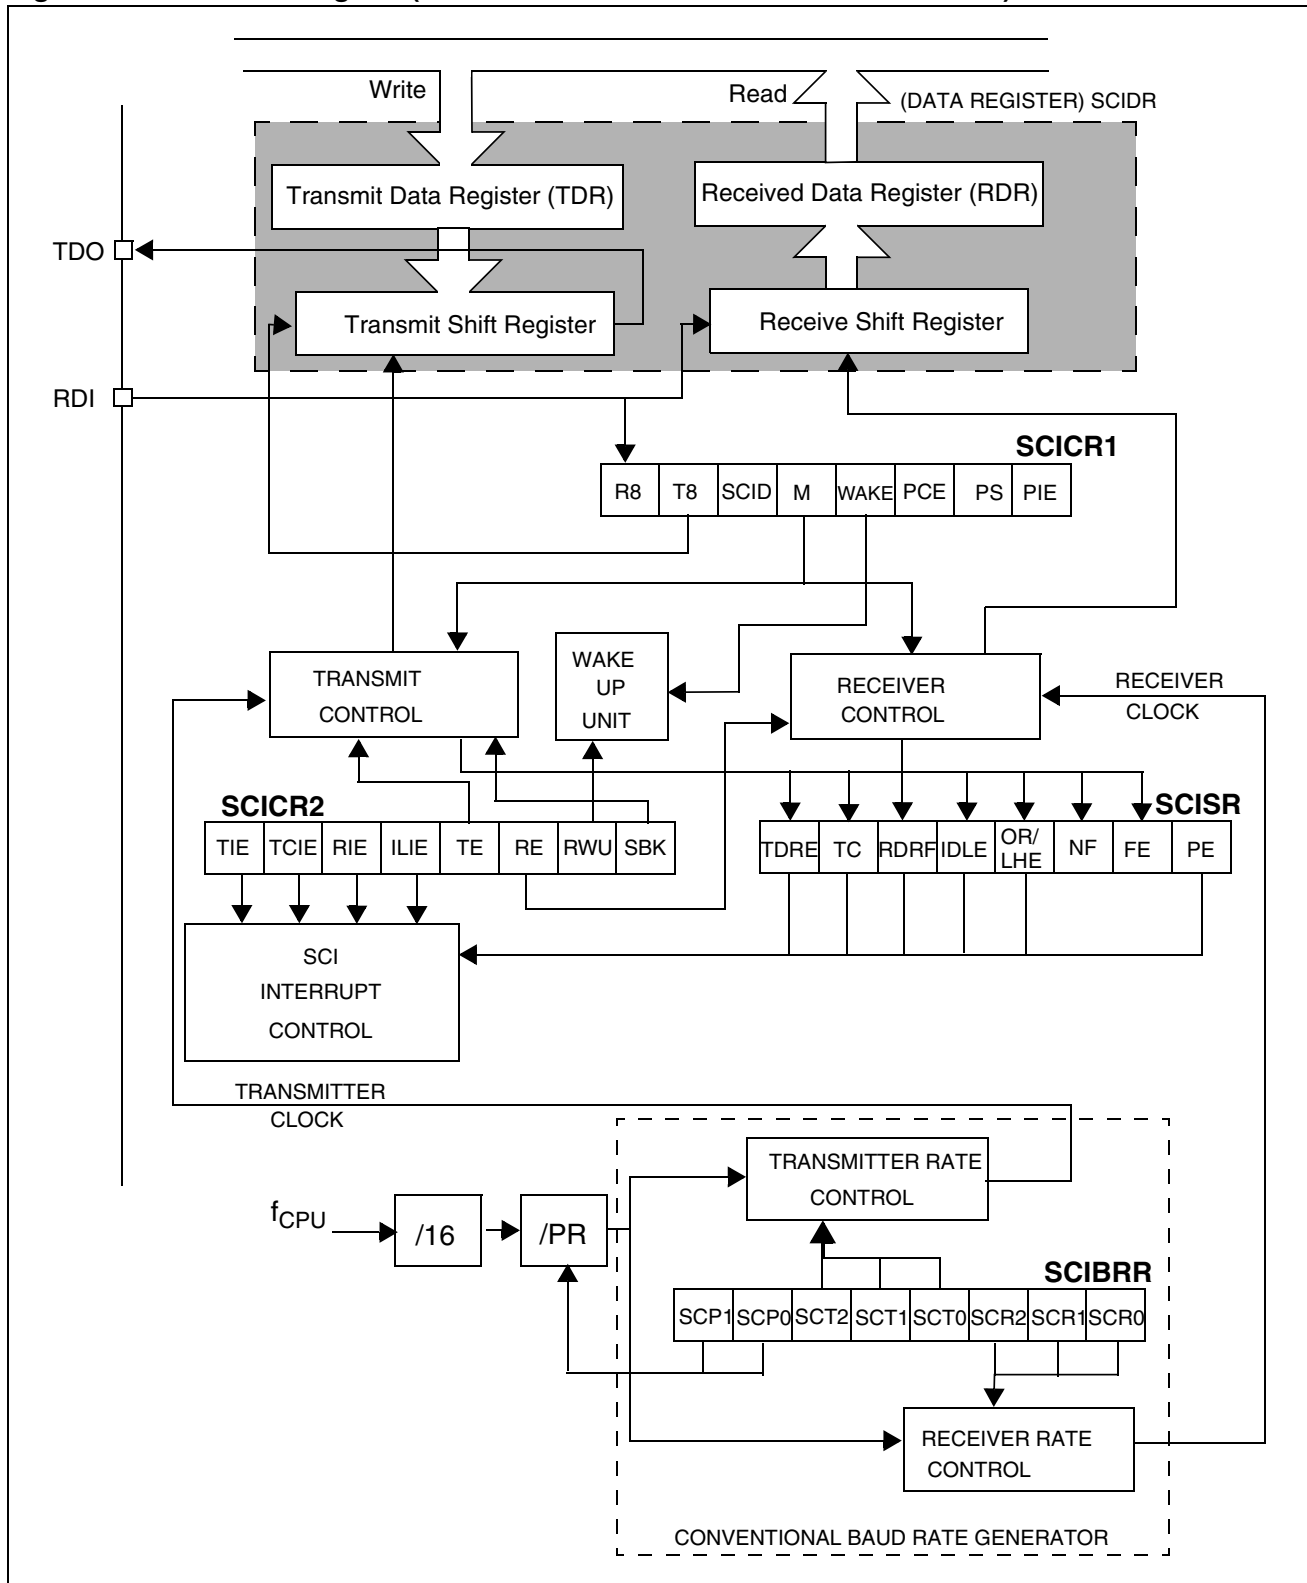 Write
Read
(DATA REGISTER) SCIDR
Transmit Data Register (TDR)
Received Data Register (RDR)
TDO
Transmit Shift Register
Receive Shift Register
RDI
SCICR1
R8 T8 SCID M WAKE PCE PS PIE
TRANSMIT
CONTROL
WAKE
UP
UNIT
RECEIVER
CONTROL
RECEIVER
CLOCK
SCICR2
SCISR
TIE TCIE RIE ILIE TE RE RWU SBK
TDRE TC RDRF IDLE OR/
LHE NF FE PE
SCI
INTERRUPT
CONTROL
TRANSMITTER
CLOCK
TRANSMITTER RATE
CONTROL
fCPU
/16
/PR
SCIBRR
SCP1 SCP0 SCT2 SCT1 SCT0 SCR2 SCR1 SCR0
RECEIVER RATE
CONTROL
CONVENTIONAL BAUD RATE GENERATOR